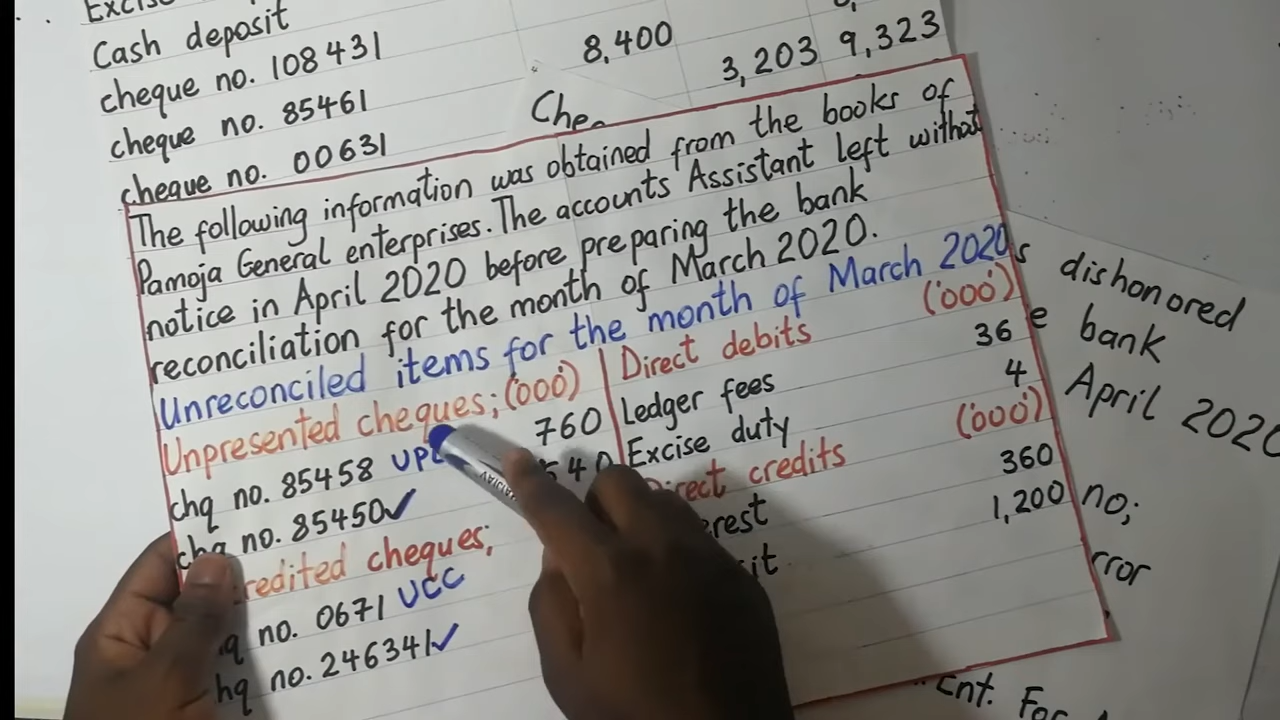 Cash deposit
cheque no. 108431 8,400
cheque no. 85461 3,203 9,323
cheque no. 00631
The following information was obtained from the books of
Pamoja General enterprises. The accounts Assistant left without
notice in April 2020 before preparing the bank
reconciliation for the month of March 2020.
Unreconciled items for the month of March 2020
Unpresented cheques; ('000)
chq no. 85458 760
chq no. 85450✓ 540
redited cheques;
q no. 0671 UCC
hq no. 246341✓
Direct debits ('000)
Ledger fees 36
Excise duty 4
credits ('000)
360
1,200
dishonored
bank
April 2020
no;